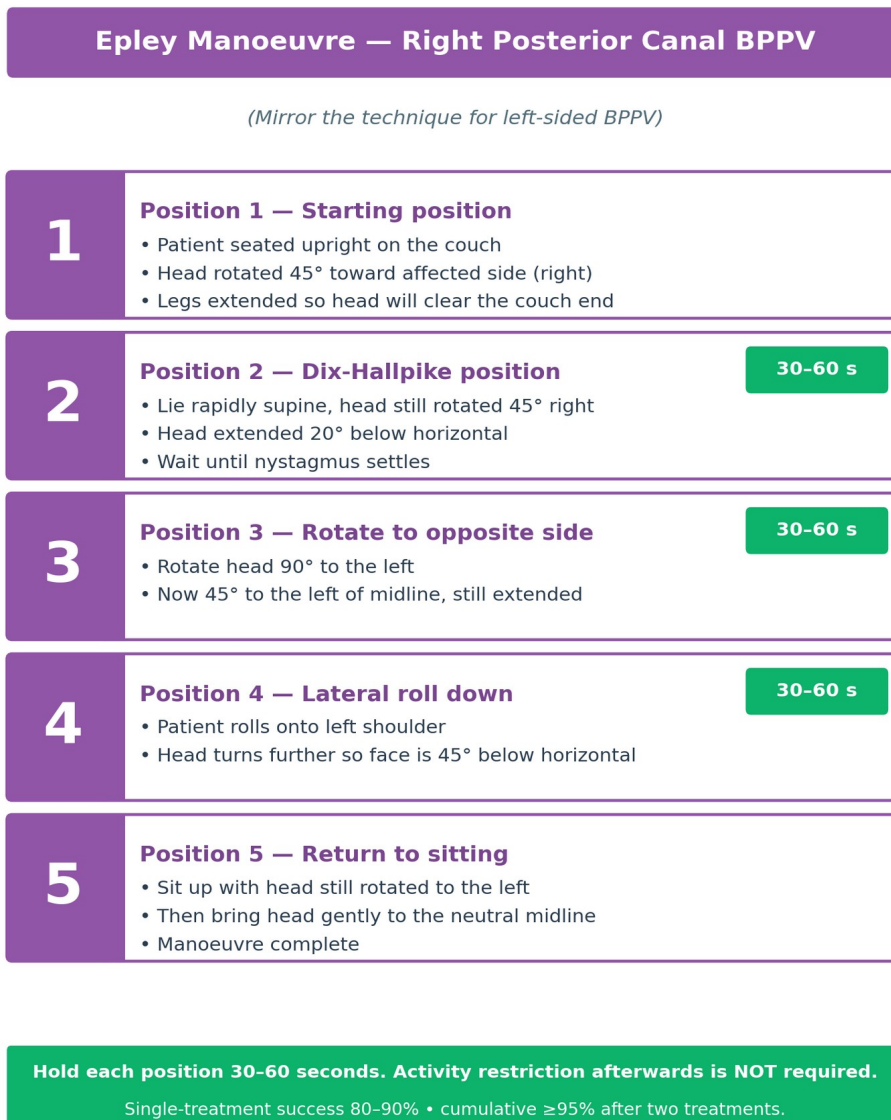 Epley Manoeuvre — Right Posterior Canal BPPV
(Mirror the technique for left-sided BPPV)
1
Position 1 — Starting position
• Patient seated upright on the couch
• Head rotated 45° toward affected side (right)
• Legs extended so head will clear the couch end
2
Position 2 — Dix-Hallpike position
30–60 s
• Lie rapidly supine, head still rotated 45° right
• Head extended 20° below horizontal
• Wait until nystagmus settles
3
Position 3 — Rotate to opposite side
30–60 s
• Rotate head 90° to the left
• Now 45° to the left of midline, still extended
4
Position 4 — Lateral roll down
30–60 s
• Patient rolls onto left shoulder
• Head turns further so face is 45° below horizontal
5
Position 5 — Return to sitting
• Sit up with head still rotated to the left
• Then bring head gently to the neutral midline
• Manoeuvre complete
Hold each position 30–60 seconds. Activity restriction afterwards is NOT required.
Single-treatment success 80–90% • cumulative ≥95% after two treatments.